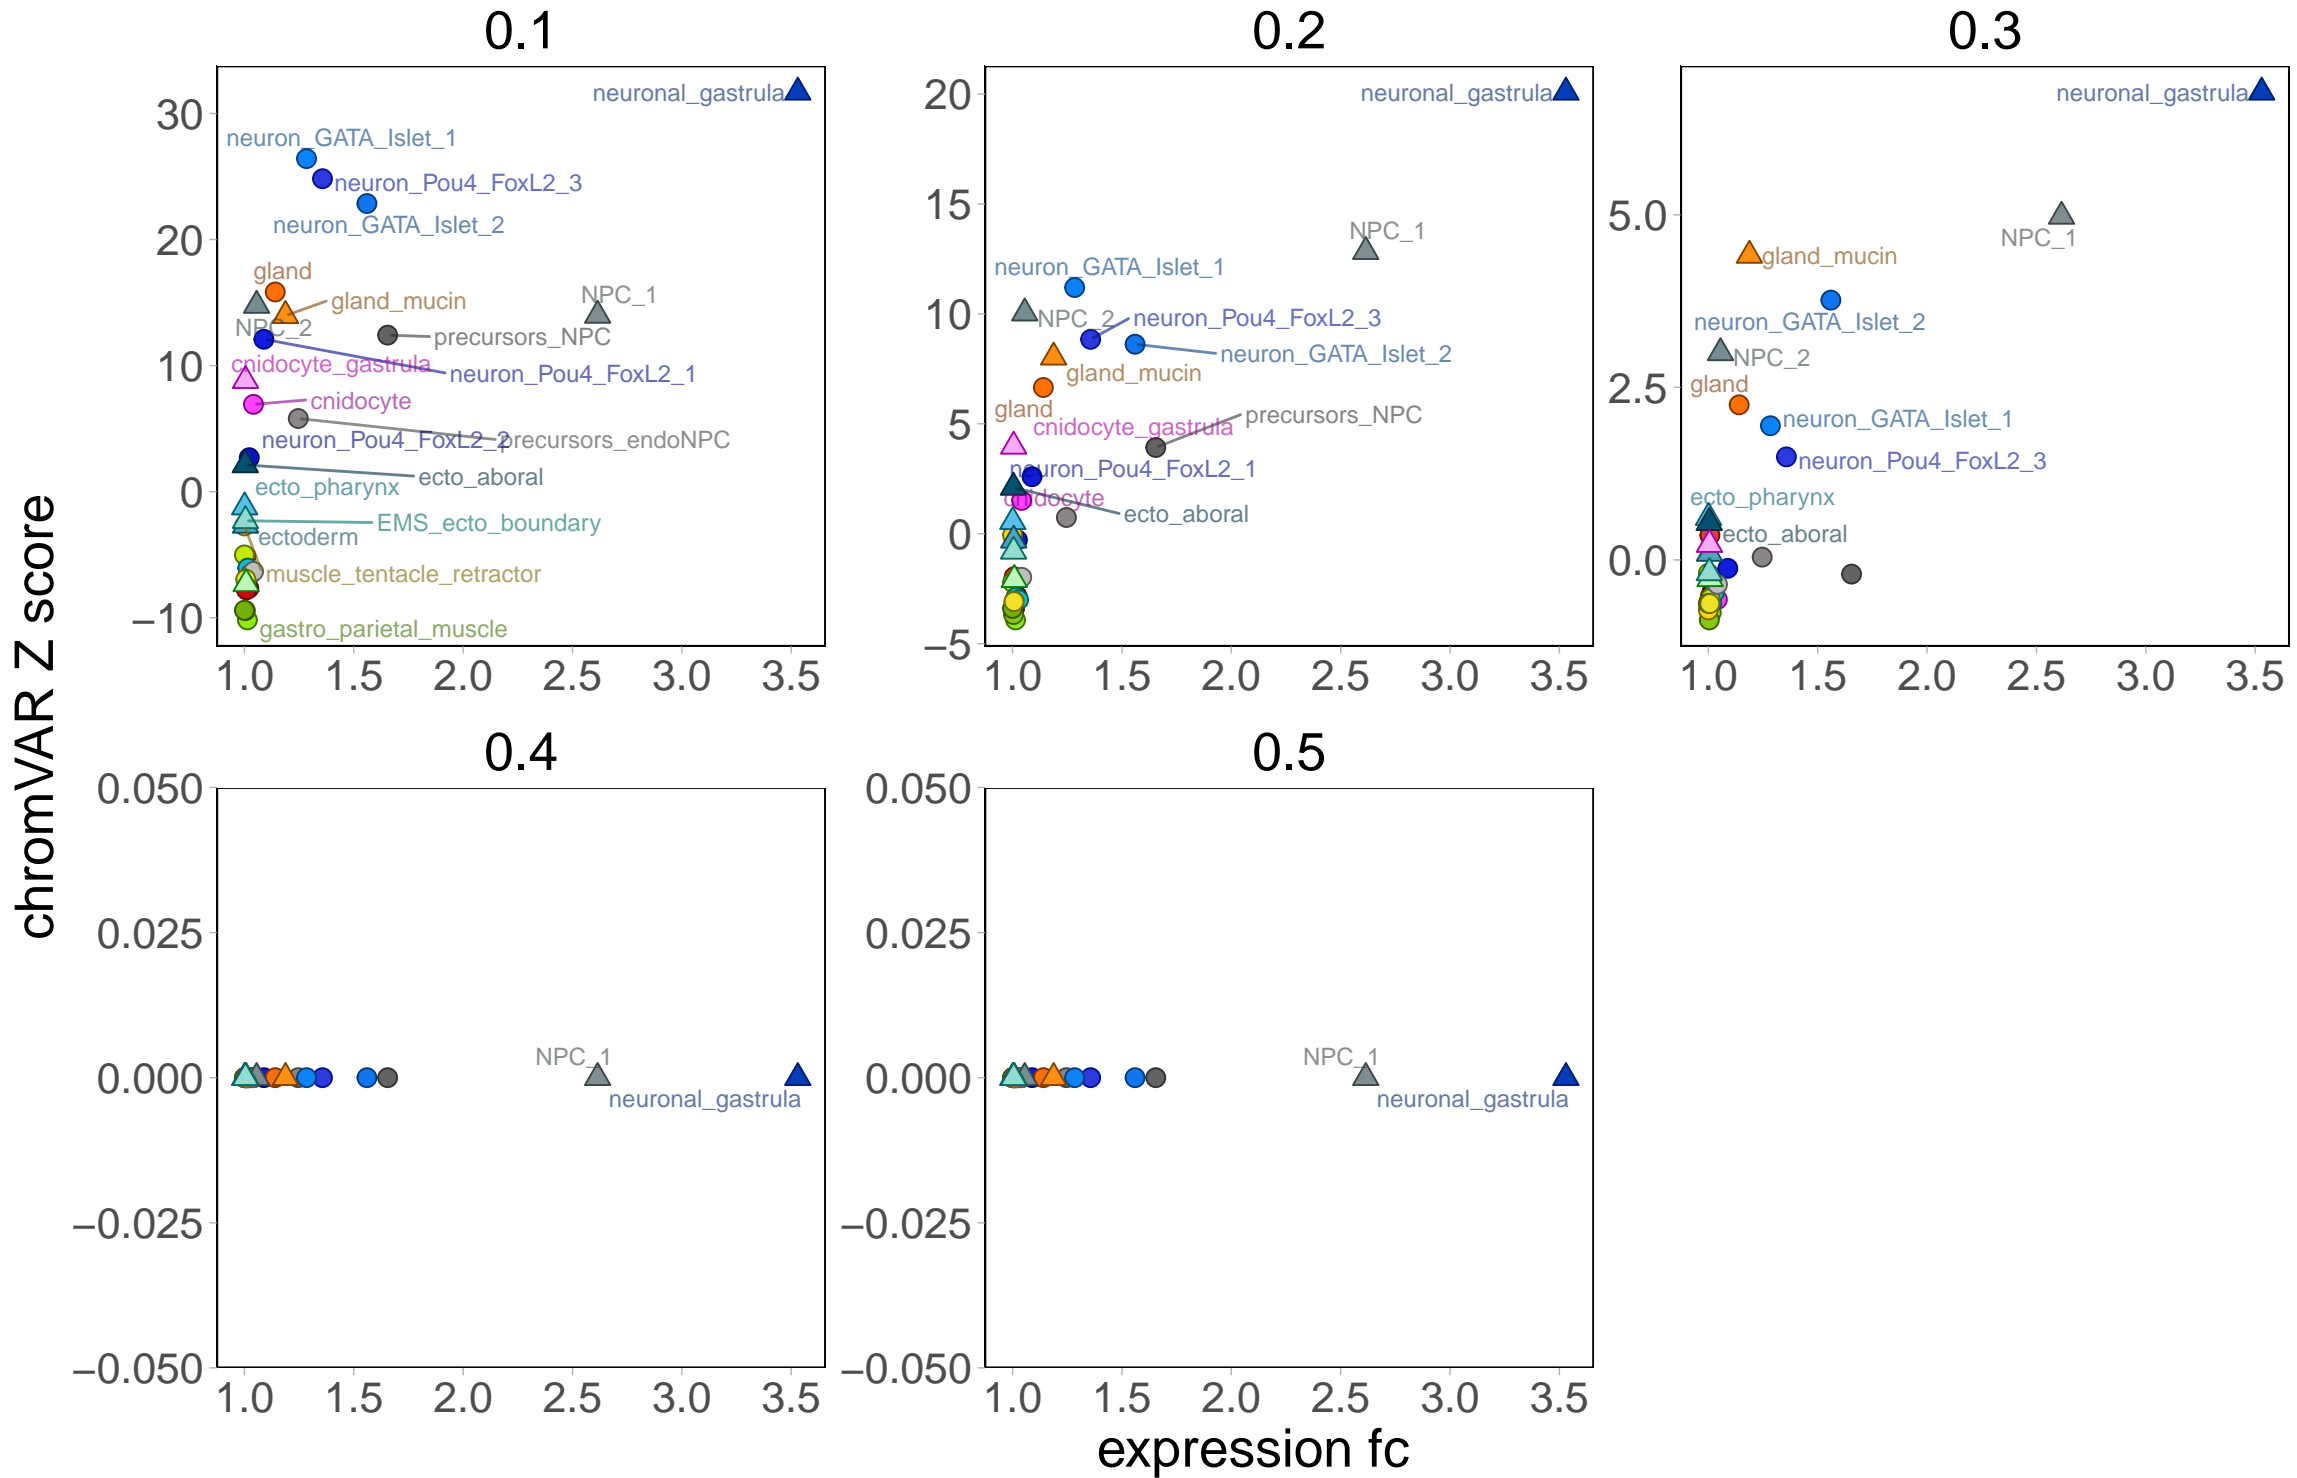 0.1
0.2
0.3
neuronal_gastrula
neuron_GATA_Islet_1
neuron_Pou4_FoxL2_3
neuron_GATA_Islet_2
gland
gland_mucin
NPC_1
NPC_2
precursors_NPC
cnidocyte_gastrula
neuron_Pou4_FoxL2_1
cnidocyte
neuron_Pou4_FoxL2_2
precursors_endoNPC
ecto_aboral
ecto_pharynx
EMS_ecto_boundary
ectoderm
muscle_tentacle_retractor
gastro_parietal_muscle
30
20
10
0
−10
1.0 1.5 2.0 2.5 3.0 3.5
neuronal_gastrula
NPC_1
neuron_GATA_Islet_1
NPC_2
neuron_Pou4_FoxL2_3
neuron_GATA_Islet_2
gland_mucin
gland
precursors_NPC
cnidocyte_gastrula
neuron_Pou4_FoxL2_1
cnidocyte
ecto_aboral
20
15
10
5
0
−5
1.0 1.5 2.0 2.5 3.0 3.5
neuronal_gastrula
NPC_1
gland_mucin
neuron_GATA_Islet_2
NPC_2
gland
neuron_GATA_Islet_1
neuron_Pou4_FoxL2_3
ecto_pharynx
ecto_aboral
5.0
2.5
0.0
1.0 1.5 2.0 2.5 3.0 3.5
chromVAR Z score
0.4
0.5
0.050
0.025
0.000
−0.025
−0.050
NPC_1
neuronal_gastrula
1.0 1.5 2.0 2.5 3.0 3.5
0.050
0.025
0.000
−0.025
−0.050
NPC_1
neuronal_gastrula
1.0 1.5 2.0 2.5 3.0 3.5
expression fc